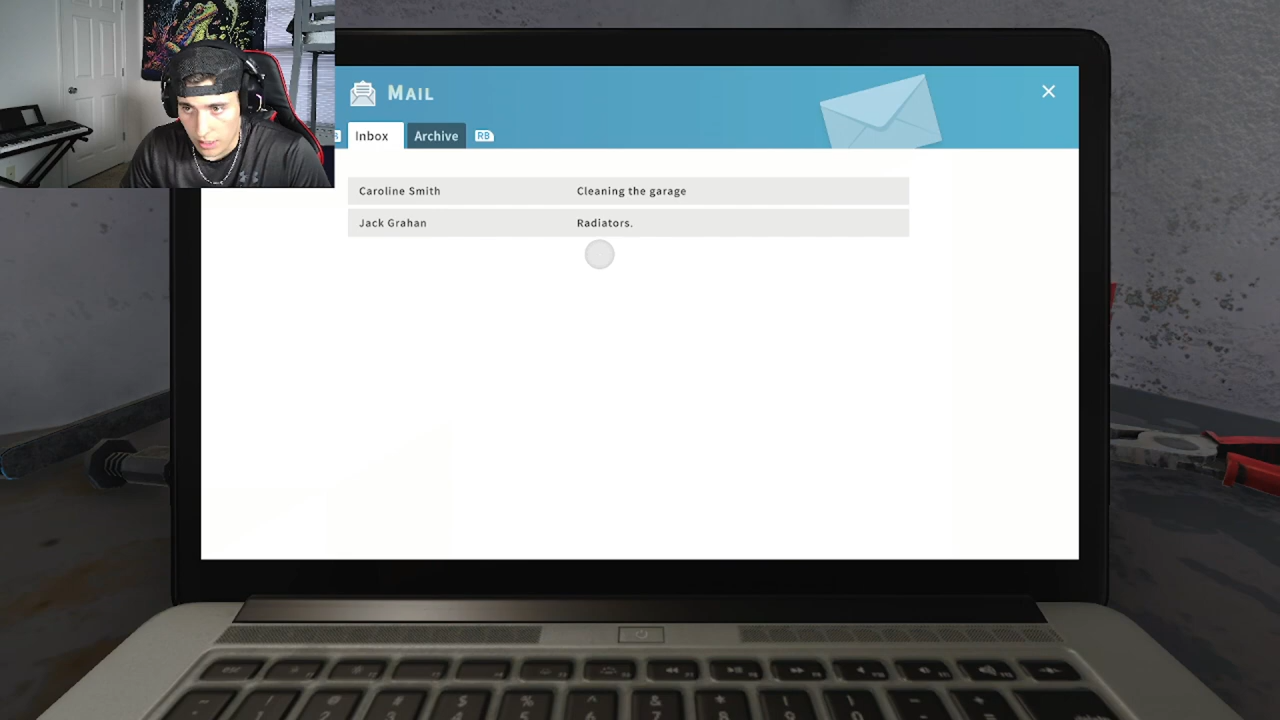 MAIL
Inbox Archive RB
Caroline Smith Cleaning the garage
Jack Grahan Radiators.